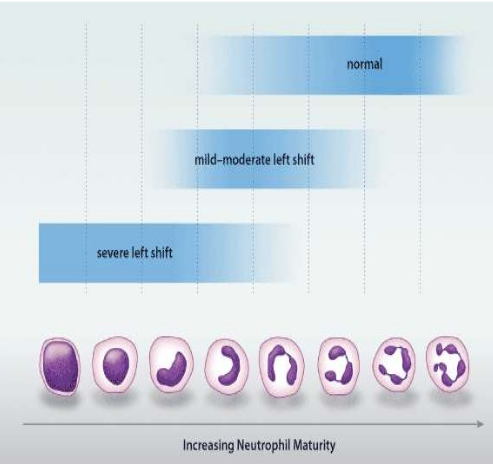 normal
mild–moderate left shift
severe left shift
Increasing Neutrophil Maturity